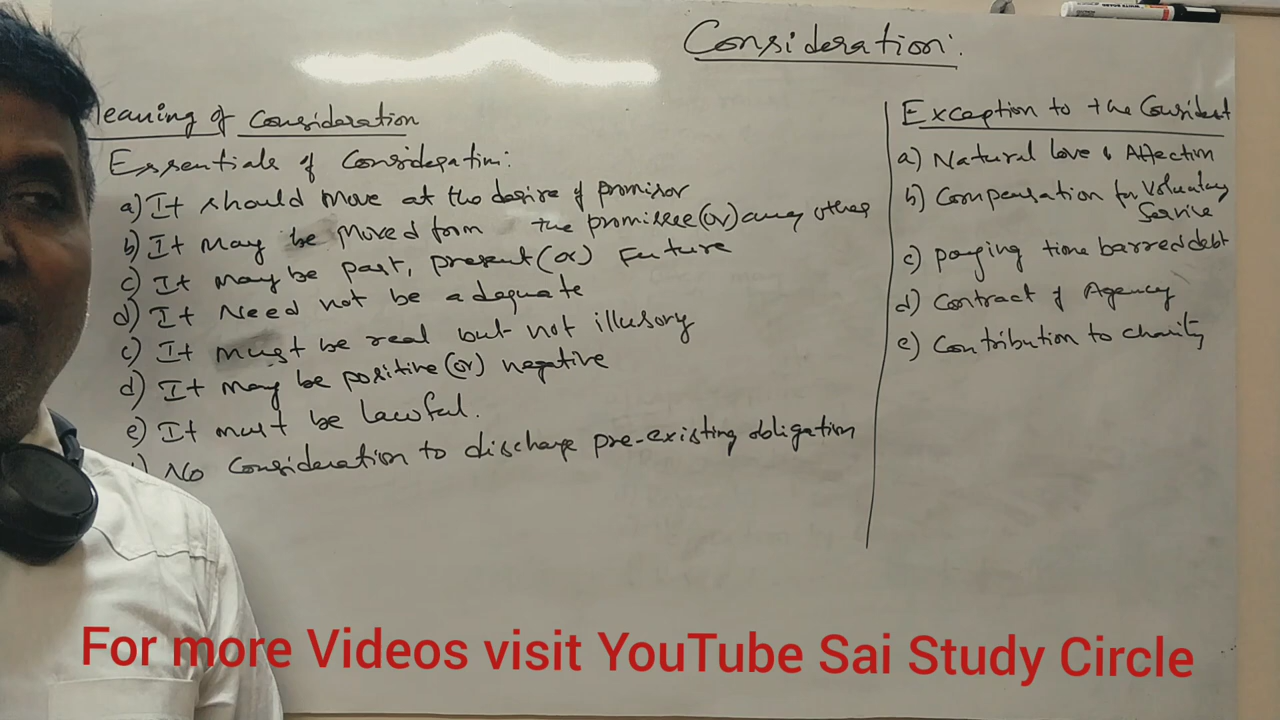 Consideration:
Meaning of Consideration
Essentials of Consideration:
a) It should move at the desire of promisor
b) It may be moved form the promisee (or) any other
c) It may be past, present (or) Future
d) It Need not be adequate
c) It must be real but not illusory
d) It may be positive (or) negative
e) It must be lawful.
No Consideration to discharge pre-existing obligation
Exception to the
a) Natural love & Affection
b) Compensation for Voluntary
Service
c) paying time barred debt
d) Contract of Agency
e) Contribution to charity
For more Videos visit YouTube Sai Study Circle